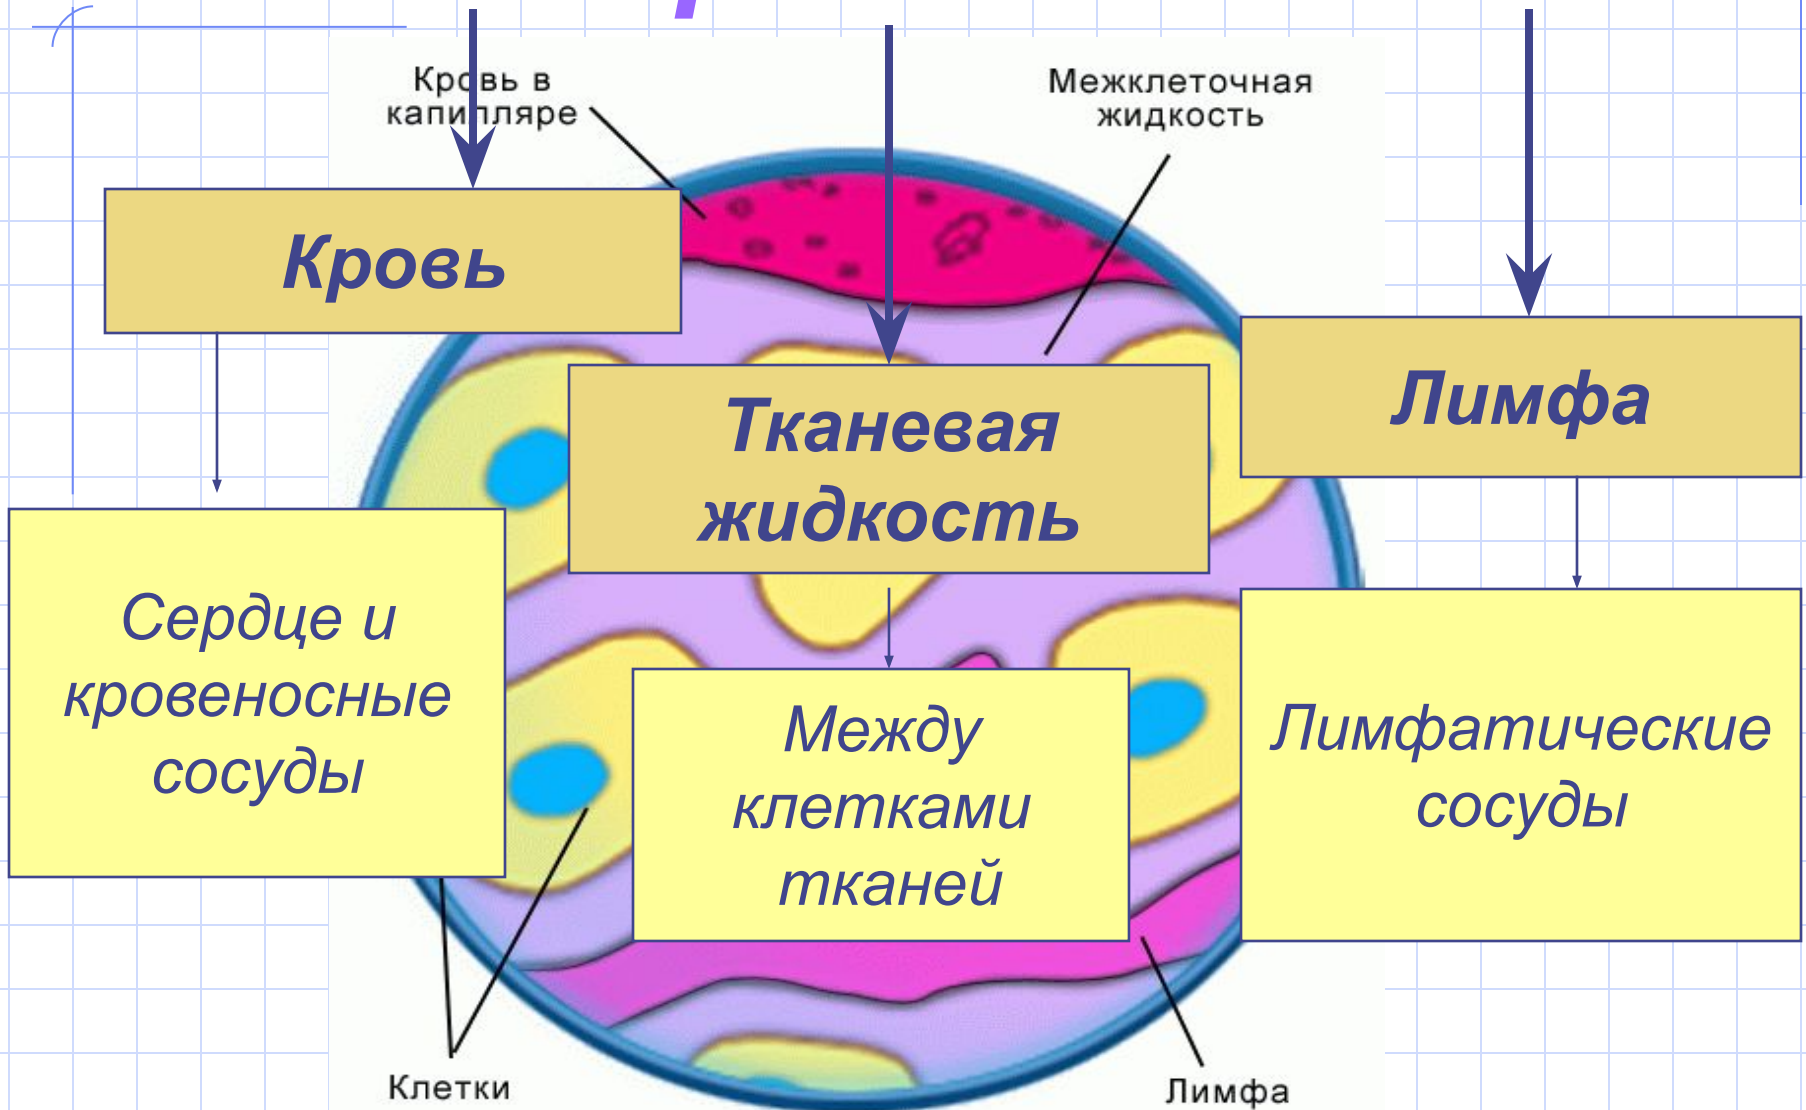 Кровь в
капилляре
Межклеточная
жидкость
Кровь
Тканевая
жидкость
Лимфа
Сердце и
кровеносные
сосуды
Между
клетками
тканей
Лимфатические
сосуды
Клетки
Лимфа